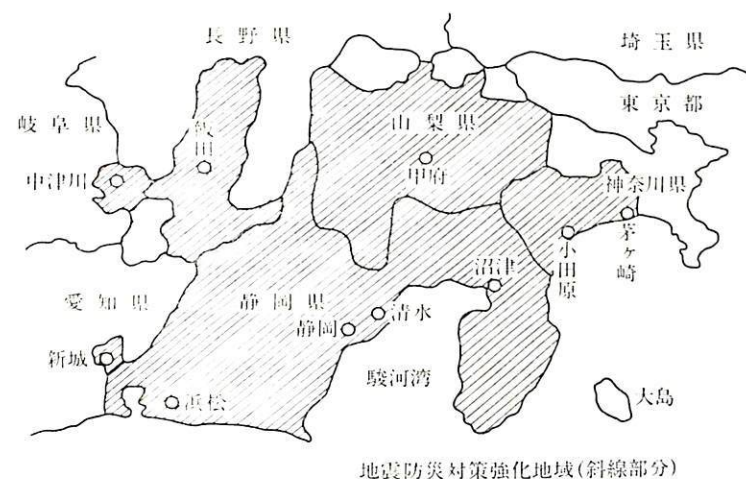 長野県
埼玉県
岐阜県
飯田
山梨県
東京都
中津川
甲府
神奈川県
茅ヶ崎
小田原
沼津
愛知県
静岡県
清水
静岡
新城
駿河湾
浜松
大島
地震防災対策強化地域(斜線部分)